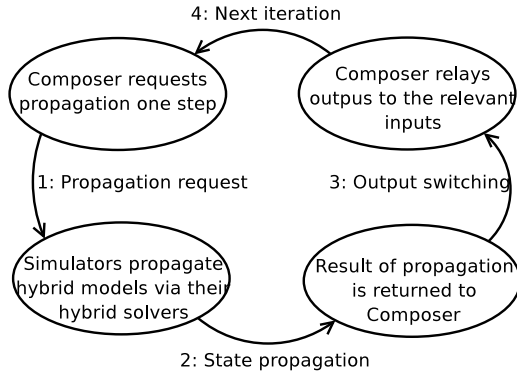 4: Next iteration
Composer requests
propagation one step
Composer relays
outpus to the relevant
inputs
1: Propagation request
3: Output switching
Simulators propagate
hybrid models via their
hybrid solvers
Result of propagation
is returned to
Composer
2: State propagation